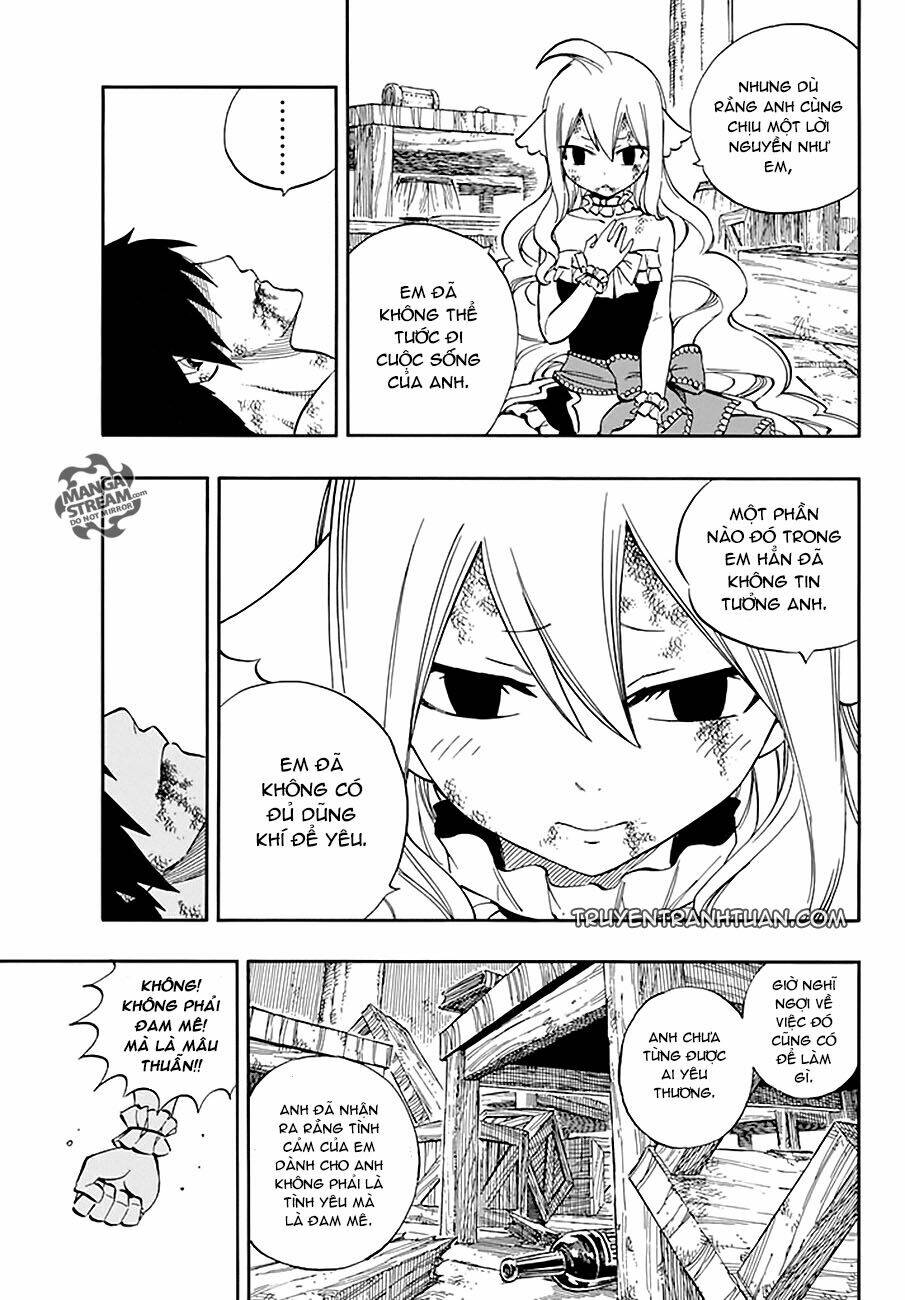 NHƯNG DÙ
RẰNG ANH CÙNG
CHỊU MỘT LỜI
NGUYỀN NHƯ
EM,
EM ĐÃ
KHÔNG THỂ
TƯỚC ĐI
CUỘC SỐNG
CỦA ANH.
......
MANGA
STREAM.com
DO NOT MIRROR
MỘT PHẦN
NÀO ĐÓ TRONG
EM HẲN ĐÃ
KHÔNG TIN
TƯỞNG ANH.
EM ĐÃ
KHÔNG CÓ
ĐỦ DŨNG
KHÍ ĐỂ YÊU.
TRUYENTRANHTUAN.COM
GIỜ NGHĨ
NGỢI VỀ
VIỆC ĐÓ
CŨNG CÓ
ĐỂ LÀM
GÌ.
ANH CHƯA
TỪNG ĐƯỢC
AI YÊU
THƯƠNG.
ANH ĐÃ NHẬN
RA RẰNG TÌNH
CẢM CỦA EM
DÀNH CHO ANH
KHÔNG PHẢI LÀ
TÌNH YÊU MÀ
LÀ ĐAM MÊ.
KHÔNG!
KHÔNG PHẢI
ĐAM MÊ!
MÀ LÀ MÂU
THUẪN!!